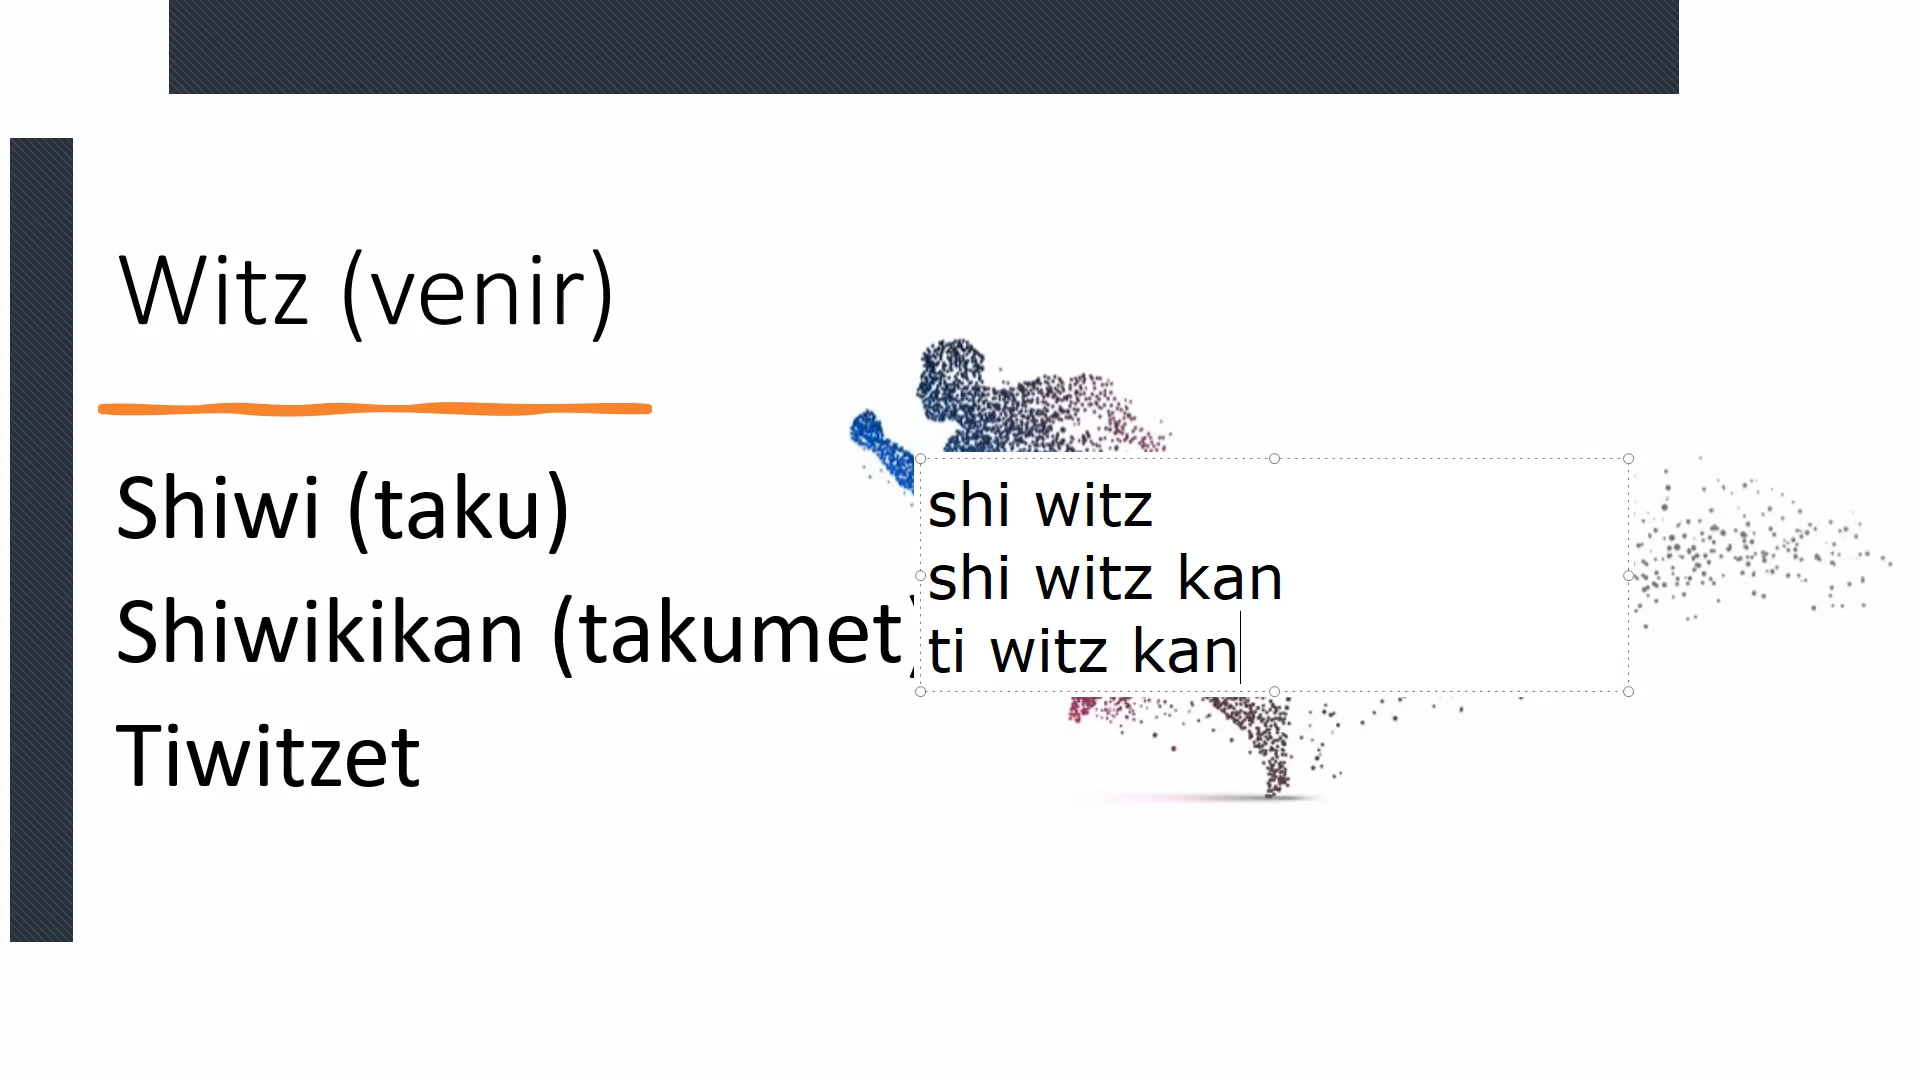 Witz (venir)
Shiwi (taku)
Shiwikikan (takumet)
Tiwitzet
shi witz
shi witz kan
ti witz kan